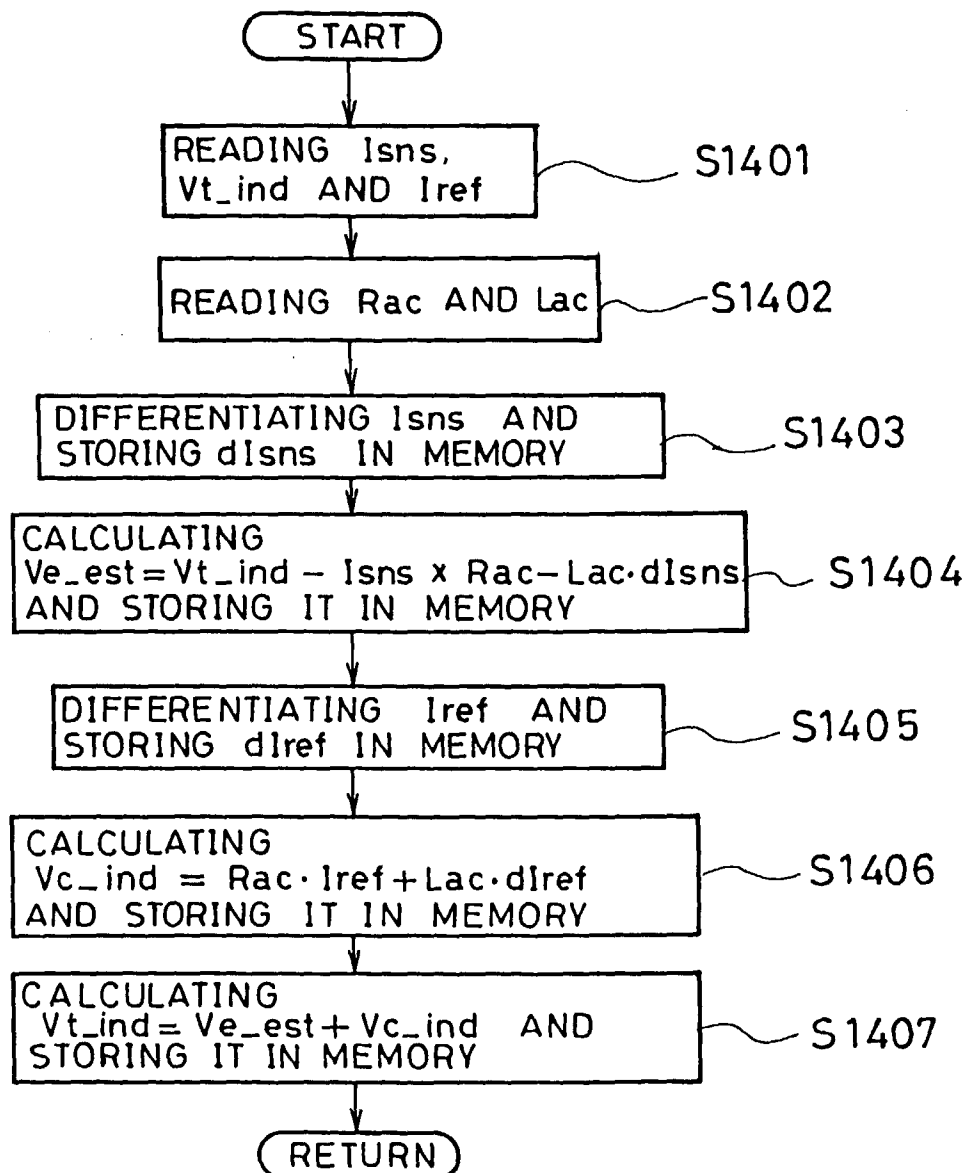 START
READING Isns,
Vt_ind AND Iref
S1401
READING Rac AND Lac
S1402
DIFFERENTIATING Isns AND
STORING dIsns IN MEMORY
S1403
CALCULATING
Ve_est = Vt_ind - Isns x Rac - Lac·dIsns
AND STORING IT IN MEMORY
S1404
DIFFERENTIATING Iref AND
STORING dIref IN MEMORY
S1405
CALCULATING
Vc_ind = Rac · Iref + Lac·dIref
AND STORING IT IN MEMORY
S1406
CALCULATING
Vt_ind = Ve_est + Vc_ind AND
STORING IT IN MEMORY
S1407
RETURN